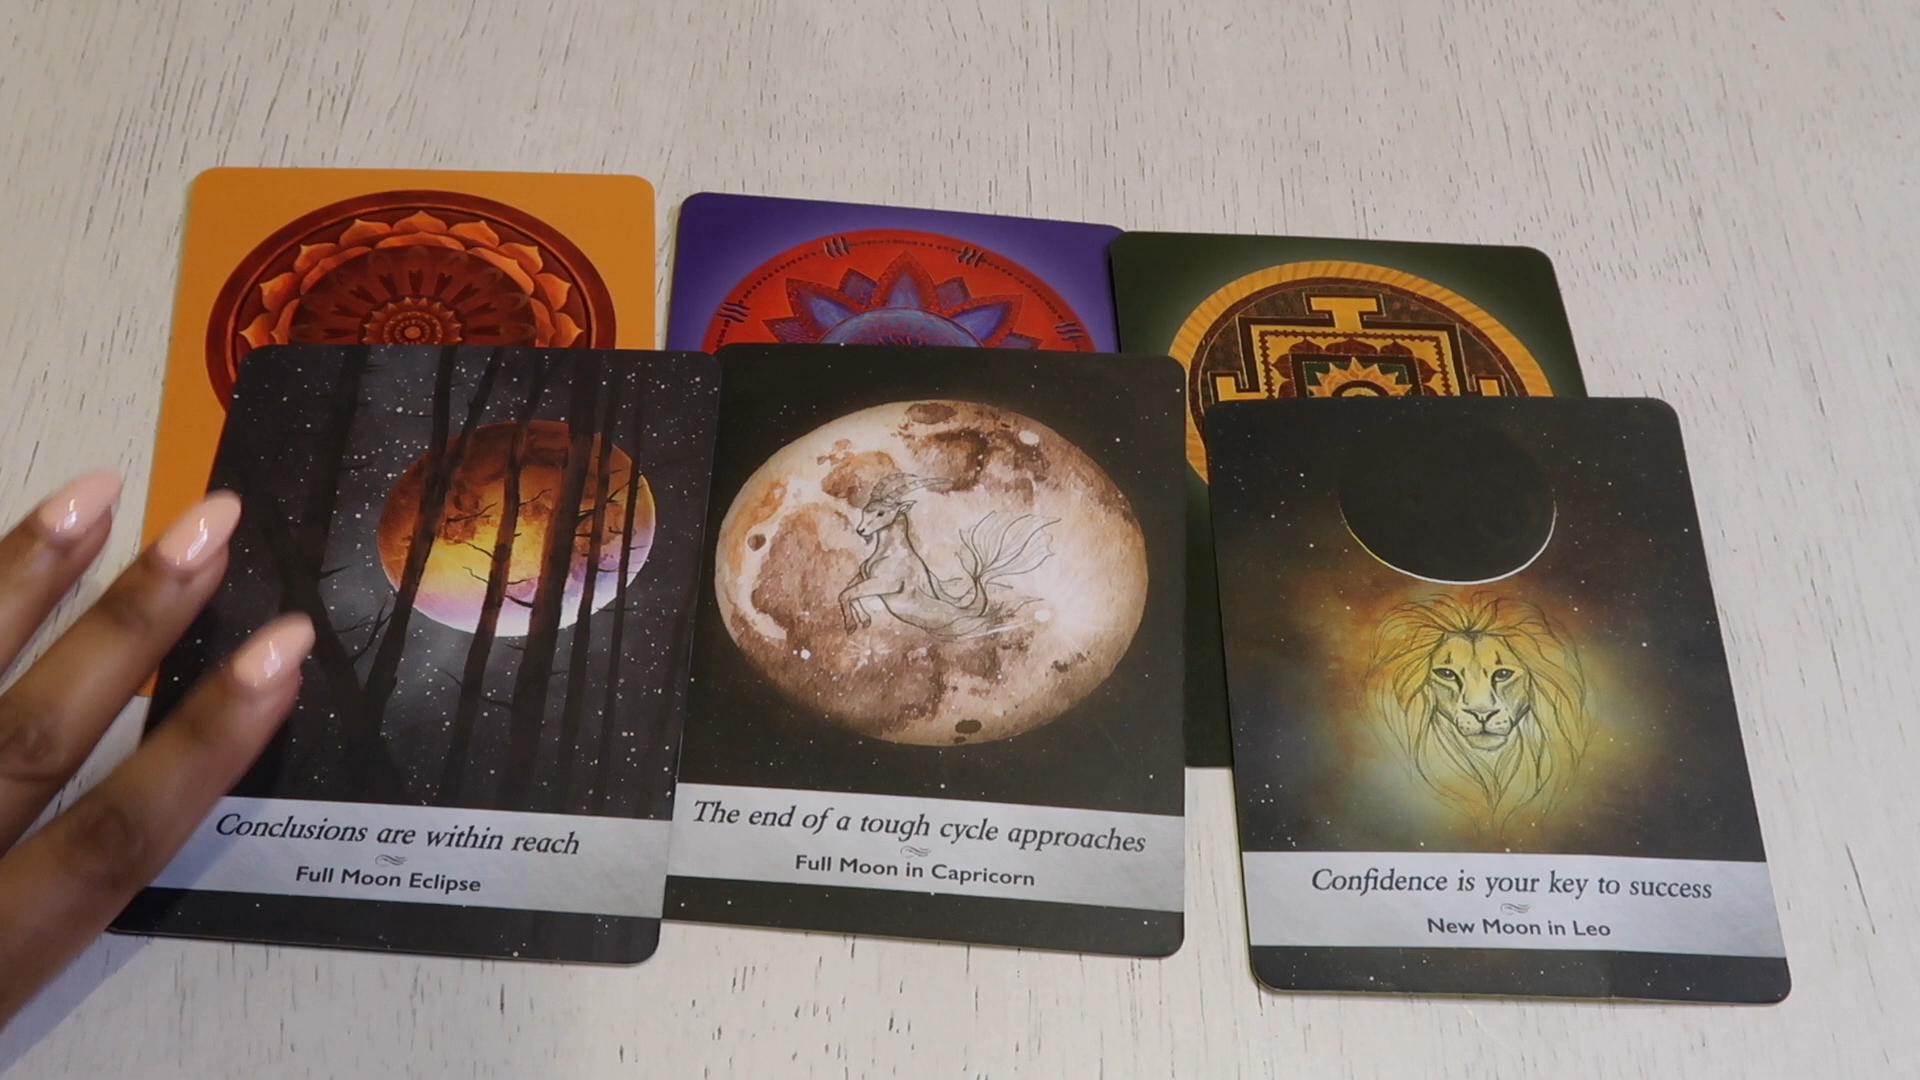 Conclusions are within reach
Full Moon Eclipse
The end of a tough cycle approaches
Full Moon in Capricorn
Confidence is your key to success
New Moon in Leo